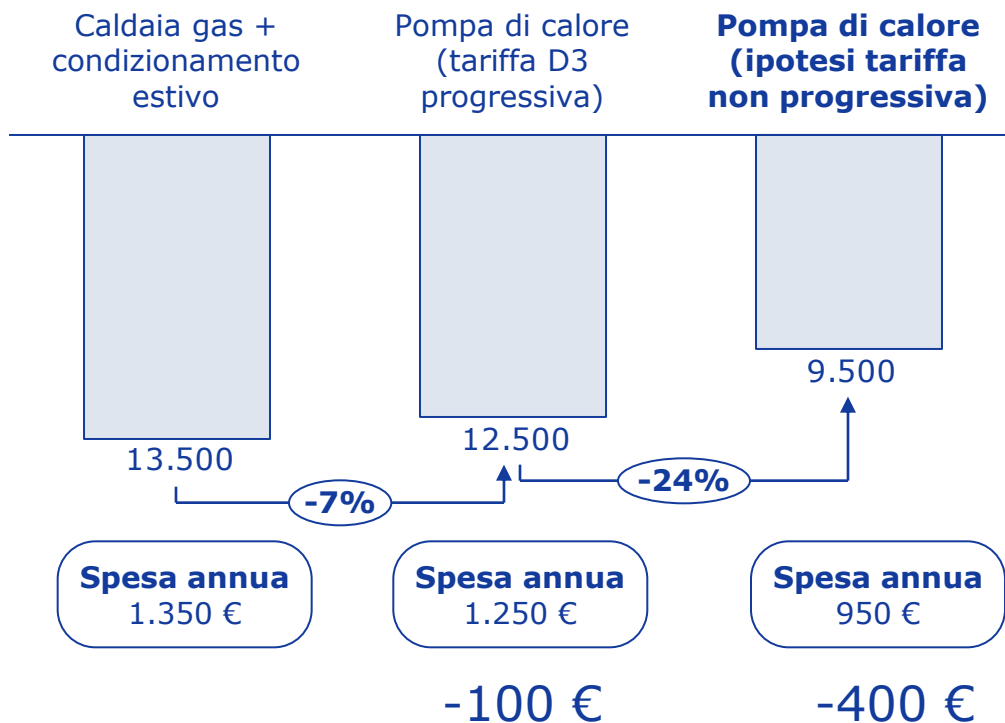 Caldaia gas +
condizionamento
estivo
Pompa di calore
(tariffa D3
progressiva)
Pompa di calore
(ipotesi tariffa
non progressiva)
13.500
12.500
9.500
-7%
-24%
Spesa annua
1.350 €
Spesa annua
1.250 €
Spesa annua
950 €
-100 €
-400 €